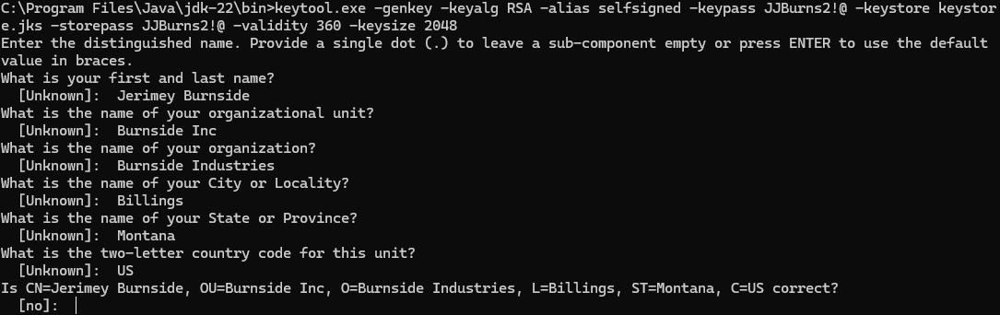 C:\Program Files\Java\jdk-22\bin>keytool.exe -genkey -keyalg RSA -alias selfsigned -keypass JJBurns2!@ -keystore keystor
e.jks -storepass JJBurns2!@ -validity 360 -keysize 2048
Enter the distinguished name. Provide a single dot (.) to leave a sub-component empty or press ENTER to use the default
value in braces.
What is your first and last name?
  [Unknown]:  Jerimey Burnside
What is the name of your organizational unit?
  [Unknown]:  Burnside Inc
What is the name of your organization?
  [Unknown]:  Burnside Industries
What is the name of your City or Locality?
  [Unknown]:  Billings
What is the name of your State or Province?
  [Unknown]:  Montana
What is the two-letter country code for this unit?
  [Unknown]:  US
Is CN=Jerimey Burnside, OU=Burnside Inc, O=Burnside Industries, L=Billings, ST=Montana, C=US correct?
  [no]: